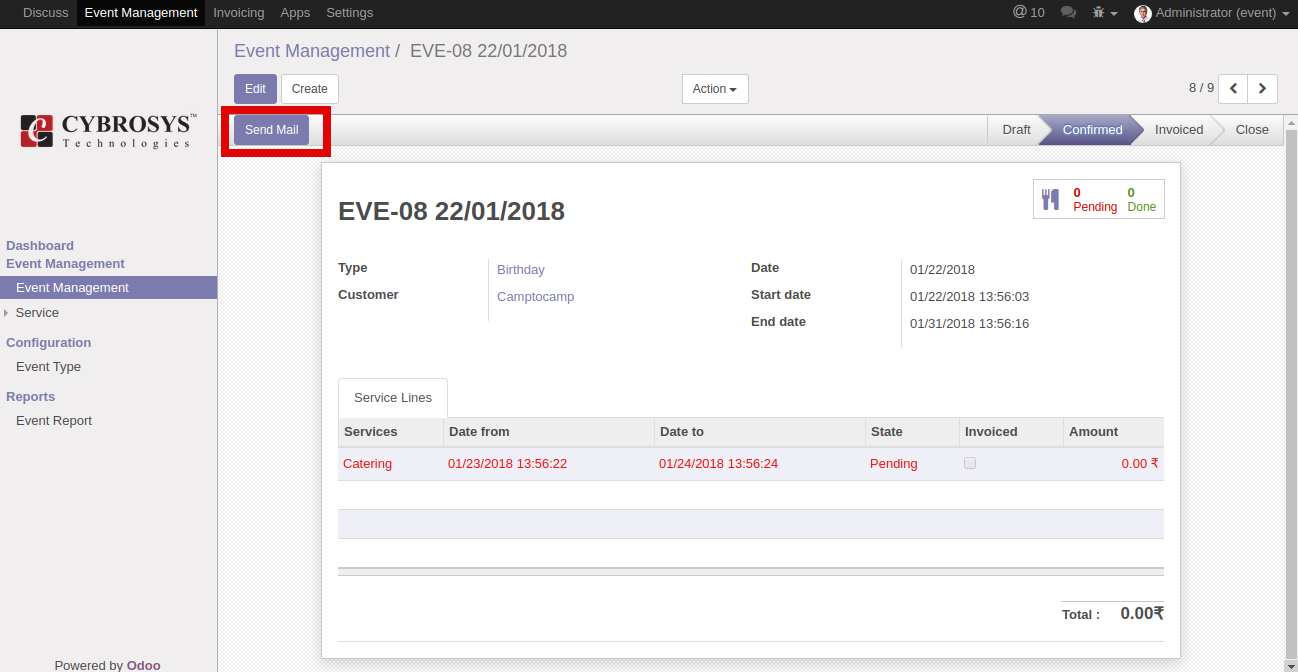 Discuss Event Management Invoicing Apps Settings @ 10 Administrator (event)
Event Management / EVE-08 22/01/2018
Edit Create Action 8 / 9
CYBROSYS™
Technologies
Send Mail Draft Confirmed Invoiced Close
EVE-08 22/01/2018
0 Pending 0 Done
Dashboard
Event Management
Event Management
Service
Configuration
Event Type
Reports
Event Report
Type Birthday
Customer Camptocamp
Date 01/22/2018
Start date 01/22/2018 13:56:03
End date 01/31/2018 13:56:16
Service Lines
Services Date from Date to State Invoiced Amount
Catering 01/23/2018 13:56:22 01/24/2018 13:56:24 Pending 0.00 ₹
Total : 0.00₹
Powered by Odoo